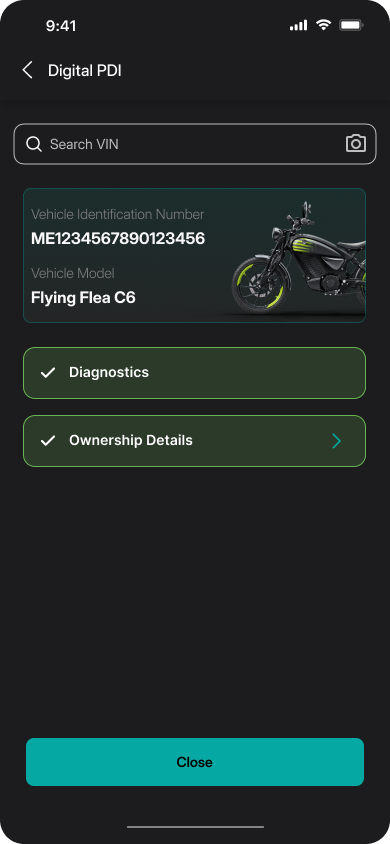 9:41
Digital PDI
Search VIN
Vehicle Identification Number
ME1234567890123456
Vehicle Model
Flying Flea C6
Diagnostics
Ownership Details
Close